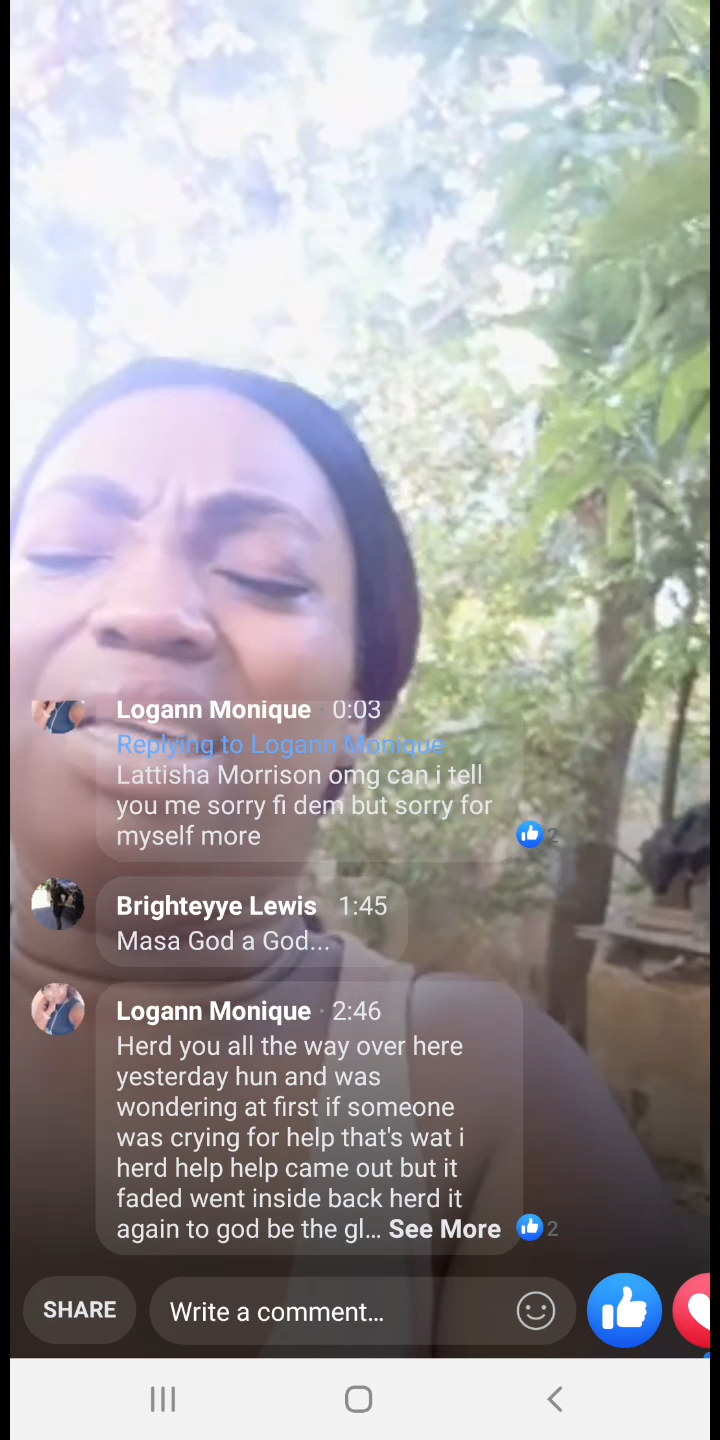 Logann Monique · 0:03
Replying to Logann Monique
Lattisha Morrison omg can i tell
you me sorry fi dem but sorry for
myself more
2
Brighteyye Lewis 1:45
Masa God a God...
Logann Monique · 2:46
Herd you all the way over here
yesterday hun and was
wondering at first if someone
was crying for help that's wat i
herd help help came out but it
faded went inside back herd it
again to god be the gl... See More
2
SHARE
Write a comment...